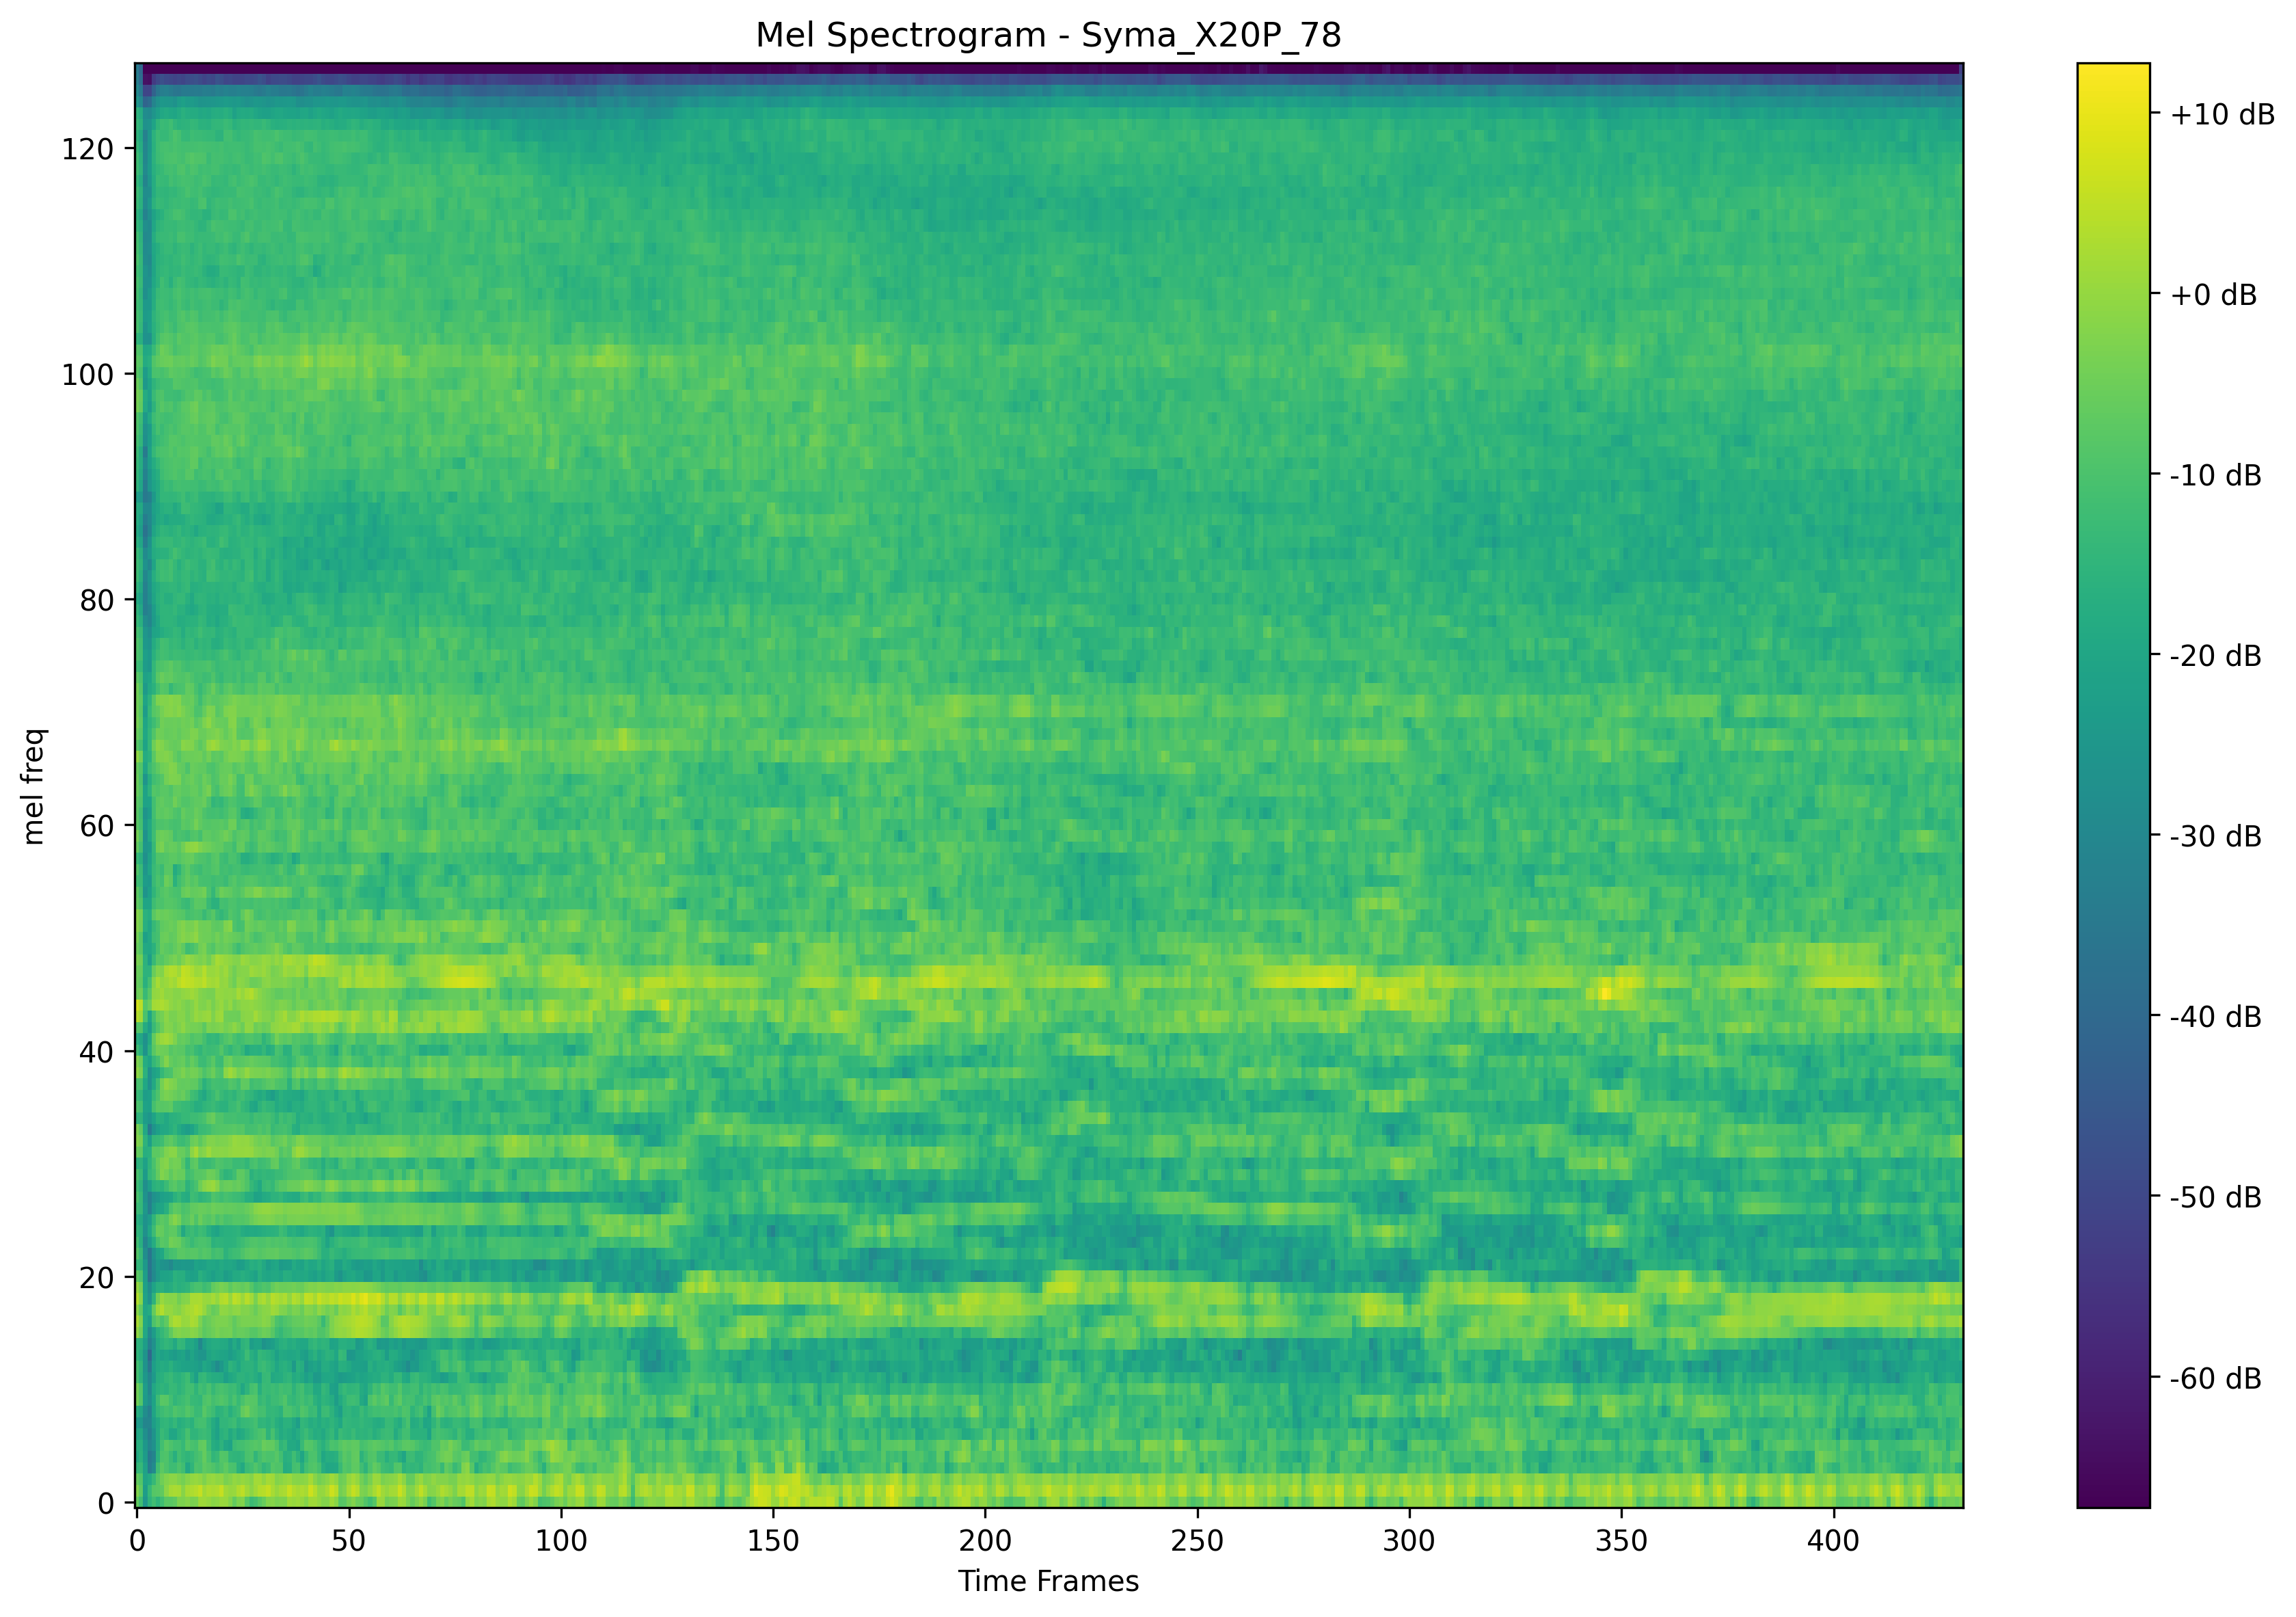 Mel Spectrogram - Syma_X20P_78
mel freq
120
100
80
60
40
20
0
0 50 100 150 200 250 300 350 400
Time Frames
+10 dB
+0 dB
-10 dB
-20 dB
-30 dB
-40 dB
-50 dB
-60 dB